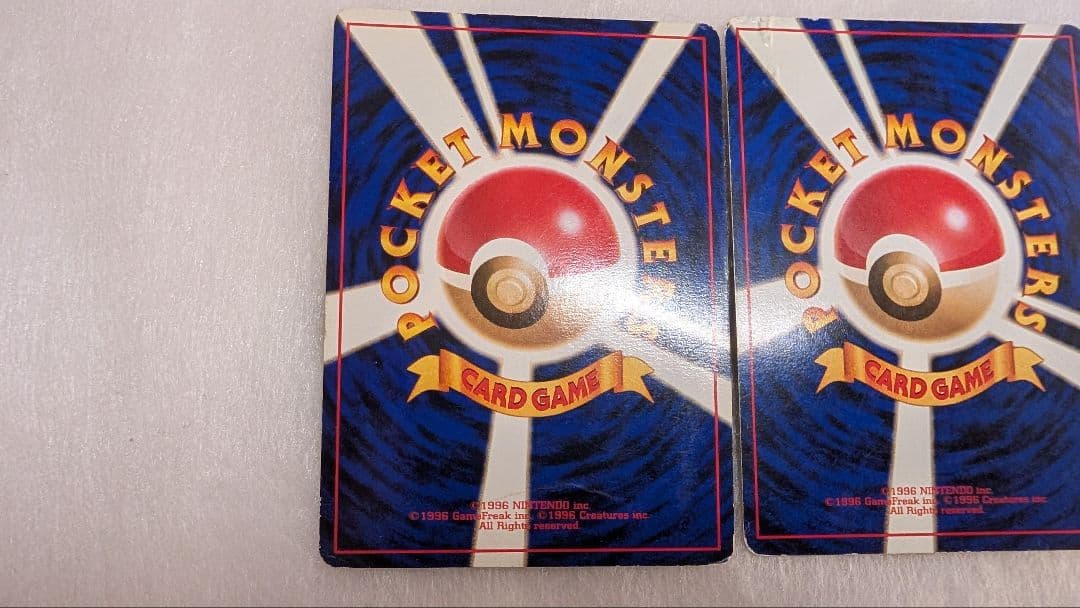 POCKET MONSTERS
CARD GAME
©1996 NINTENDO inc.
©1996 GameFreak inc. ©1996 Creatures inc.
All Rights reserved.
POCKET MONSTERS
CARD GAME
©1996 NINTENDO inc.
©1996 GameFreak inc. ©1996 Creatures inc.
All Rights reserved.